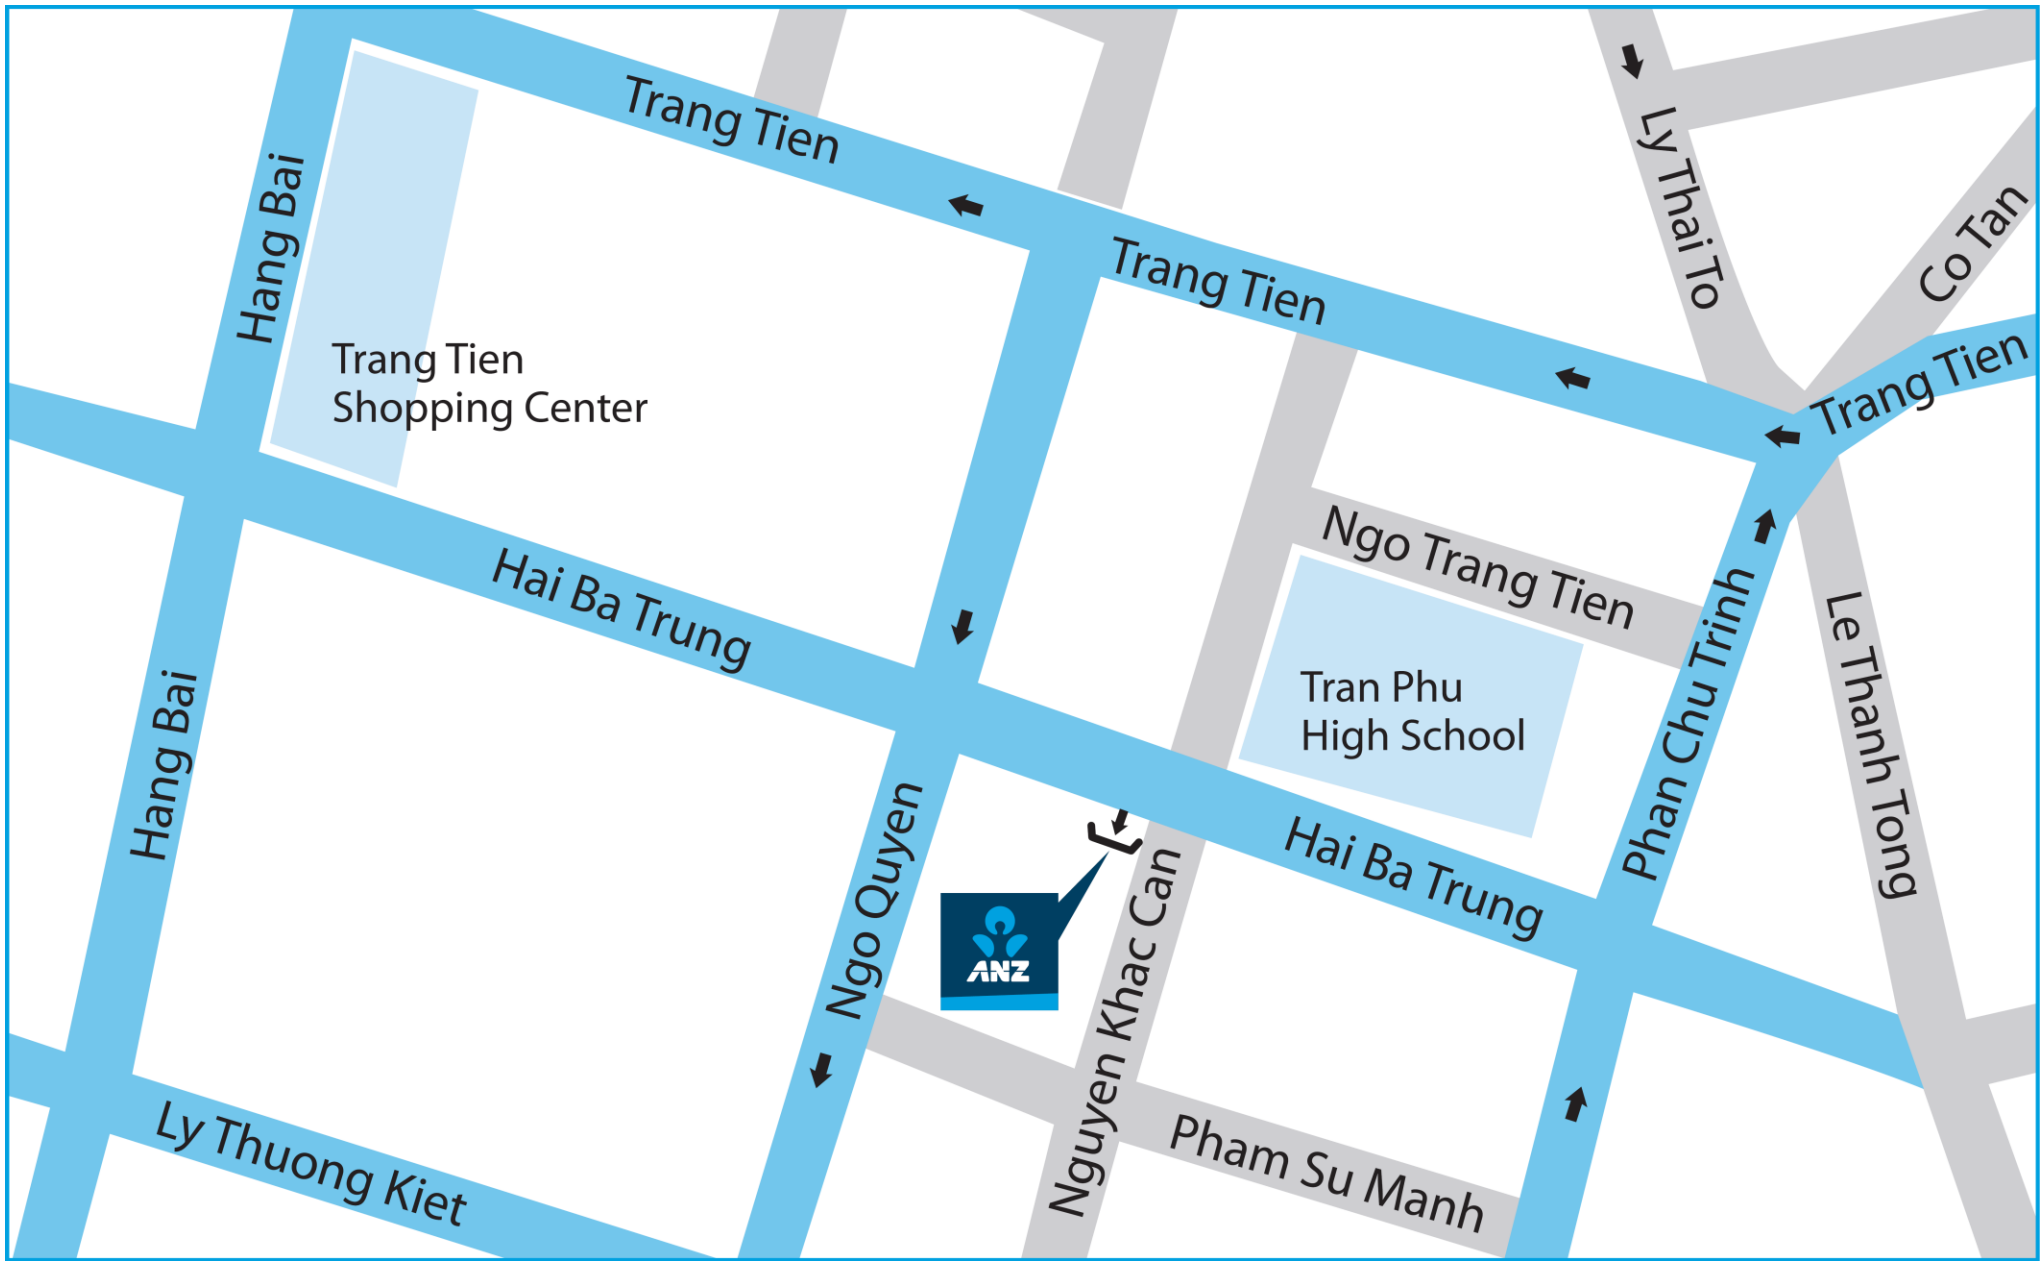 Trang Tien
Ly Thai To
Co Tan
Hang Bai
Trang Tien
Trang Tien
Trang Tien
Shopping Center
Ngo Trang Tien
Hai Ba Trung
Phan Chu Trinh
Le Thanh Tong
Tran Phu
High School
Hang Bai
Ngo Quyen
Hai Ba Trung
ANZ
Nguyen Khac Can
Ly Thuong Kiet
Pham Su Manh